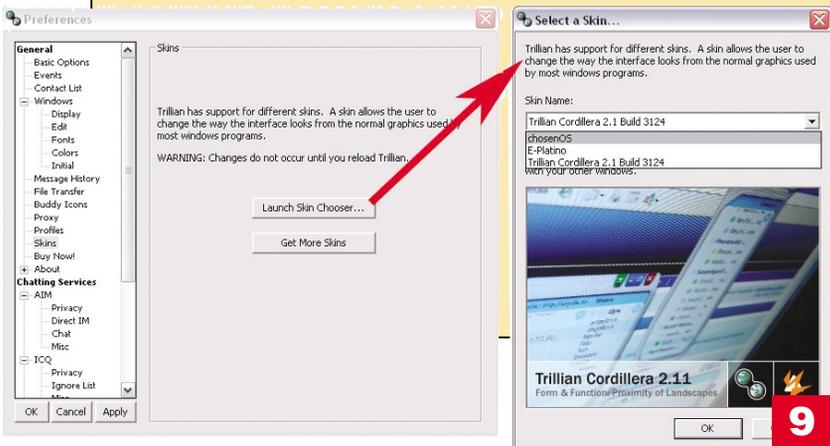 Preferences
General
Basic Options
Events
Contact List
Windows
Display
Edit
Fonts
Colors
Initial
Message History
File Transfer
Buddy Icons
Proxy
Profiles
Skins
Buy Now!
About
Chatting Services
AIM
Privacy
Direct IM
Chat
Misc
ICQ
Privacy
Ignore List
OK
Cancel
Apply
Skins
Trillian has support for different skins. A skin allows the user to
change the way the interface looks from the normal graphics used by
most windows programs.
WARNING: Changes do not occur until you reload Trillian.
Launch Skin Chooser...
Get More Skins
Select a Skin...
Trillian has support for different skins. A skin allows the user to
change the way the interface looks from the normal graphics used
by most windows programs.
Skin Name:
Trillian Cordillera 2.1 Build 3124
chosenOS
E-Platino
Trillian Cordillera 2.1 Build 3124
with your other windows.
Trillian Cordillera 2.11
Form & Function/Proximity of Landscapes
OK
9